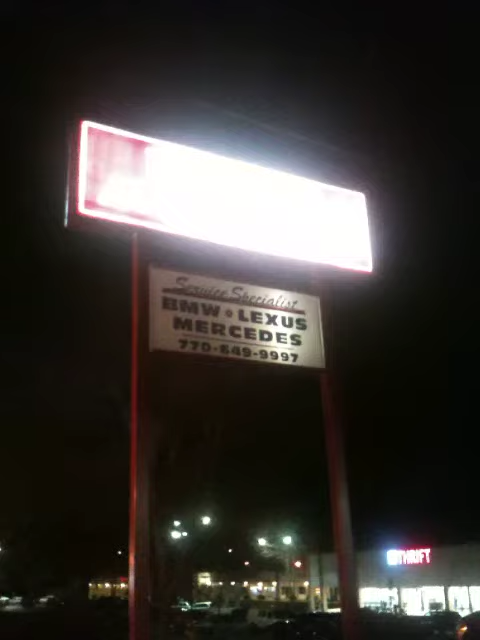 Service Specialist
BMW • LEXUS
MERCEDES
770-649-9997
THRIFT